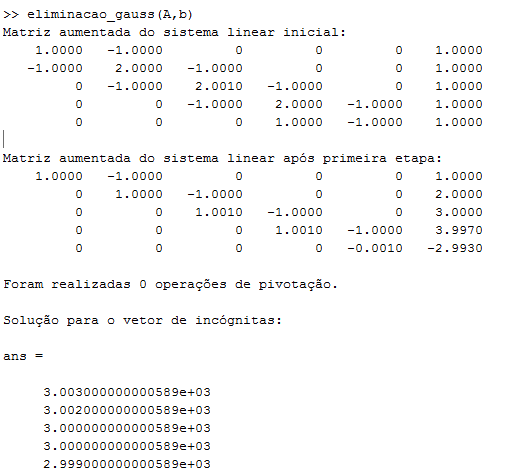 >> eliminacao_gauss(A,b)
Matriz aumentada do sistema linear inicial:
1.0000 -1.0000 0 0 0 1.0000
-1.0000 2.0000 -1.0000 0 0 1.0000
0 -1.0000 2.0010 -1.0000 0 1.0000
0 0 -1.0000 2.0000 -1.0000 1.0000
0 0 0 1.0000 -1.0000 1.0000
Matriz aumentada do sistema linear após primeira etapa:
1.0000 -1.0000 0 0 0 1.0000
0 1.0000 -1.0000 0 0 2.0000
0 0 1.0010 -1.0000 0 3.0000
0 0 0 1.0010 -1.0000 3.9970
0 0 0 0 -0.0010 -2.9930
Foram realizadas 0 operações de pivotação.
Solução para o vetor de incógnitas:
ans =
3.003000000000589e+03
3.002000000000589e+03
3.000000000000589e+03
3.000000000000589e+03
2.999000000000589e+03